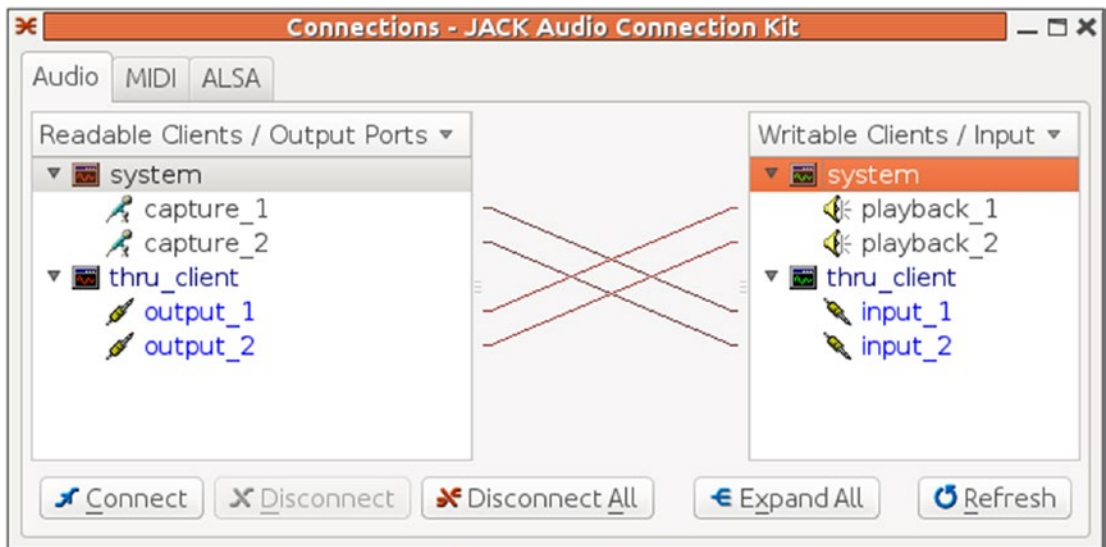 Connections - JACK Audio Connection Kit
Audio MIDI ALSA
Readable Clients / Output Ports
system
capture_1
capture_2
thru_client
output_1
output_2
Writable Clients / Input
system
playback_1
playback_2
thru_client
input_1
input_2
Connect Disconnect Disconnect All Expand All Refresh